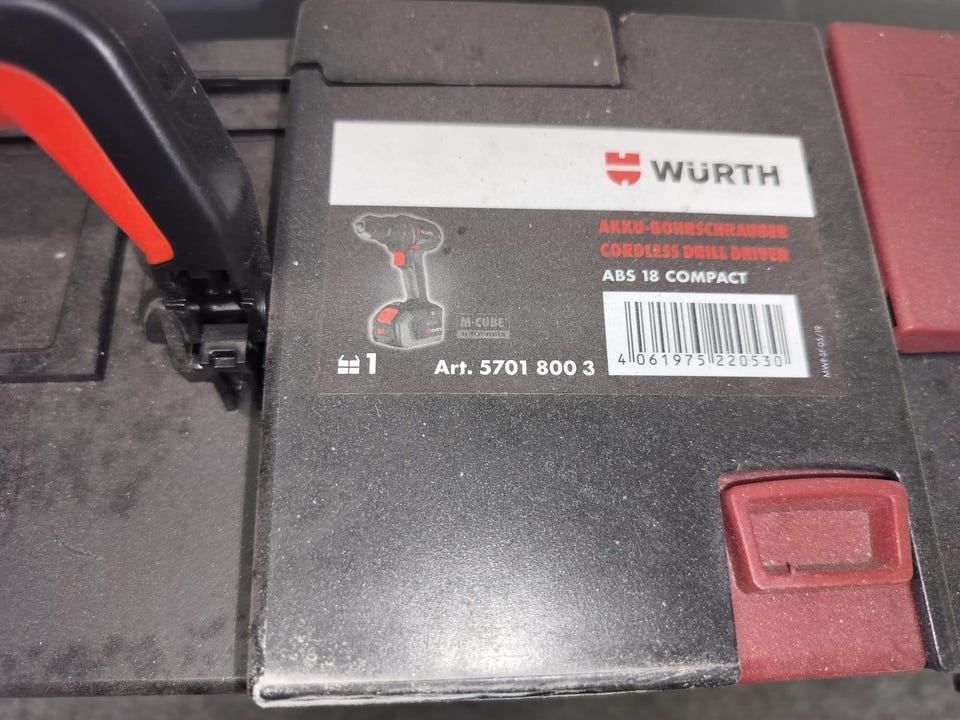 WÜRTH
AKKU-BOHRSCHRAUBER
CORDLESS DRILL DRIVER
ABS 18 COMPACT
M-CUBE
1
Art. 5701 800 3
4 061975 220530